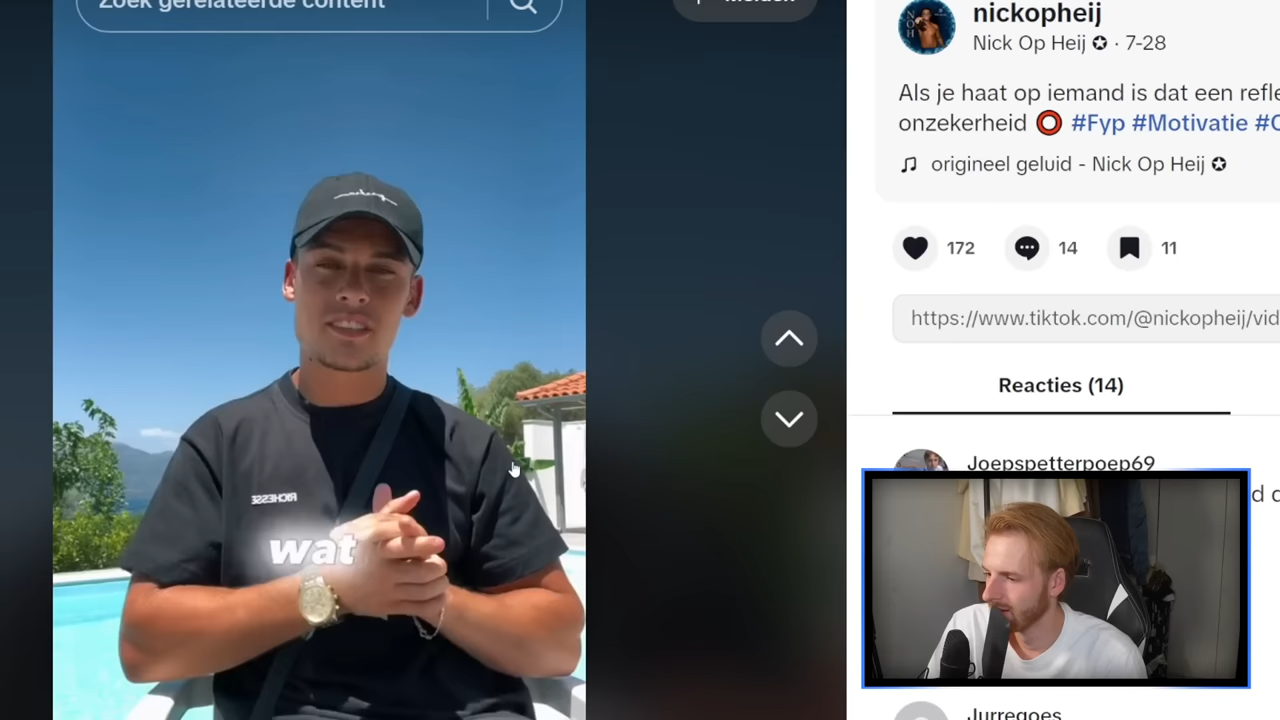 Zoek gerelateerde content
Melden
RICHESSE
wat
nickopheij
Nick Op Heij · 7-28
Als je haat op iemand is dat een refle
onzekerheid ⭕ #Fyp #Motivatie #
origineel geluid - Nick Op Heij
172
14
11
https://www.tiktok.com/@nickopheij/vid
Reacties (14)
Joepspetterpoep69
d
Jurregoes